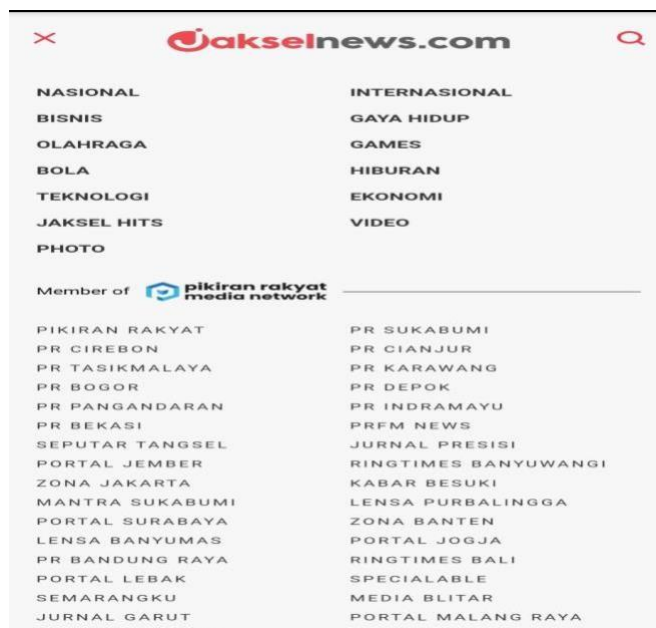 Jakselnews.com
NASIONAL
INTERNASIONAL
BISNIS
GAYA HIDUP
OLAHRAGA
GAMES
BOLA
HIBURAN
TEKNOLOGI
EKONOMI
JAKSEL HITS
VIDEO
PHOTO
Member of pikiran rakyat
media network
PIKIRAN RAKYAT
PR SUKABUMI
PR CIREBON
PR CIANJUR
PR TASIKMALAYA
PR KARAWANG
PR BOGOR
PR DEPOK
PR PANGANDARAN
PR INDRAMAYU
PR BEKASI
PRFM NEWS
SEPUTAR TANGSEL
JURNAL PRESISI
PORTAL JEMBER
RINGTIMES BANYUWANGI
ZONA JAKARTA
KABAR BESUKI
MANTRA SUKABUMI
LENSA PURBALINGGA
PORTAL SURABAYA
ZONA BANTEN
LENSA BANYUMAS
PORTAL JOGJA
PR BANDUNG RAYA
RINGTIMES BALI
PORTAL LEBAK
SPECIALABLE
SEMARANGKU
MEDIA BLITAR
JURNAL GARUT
PORTAL MALANG RAYA